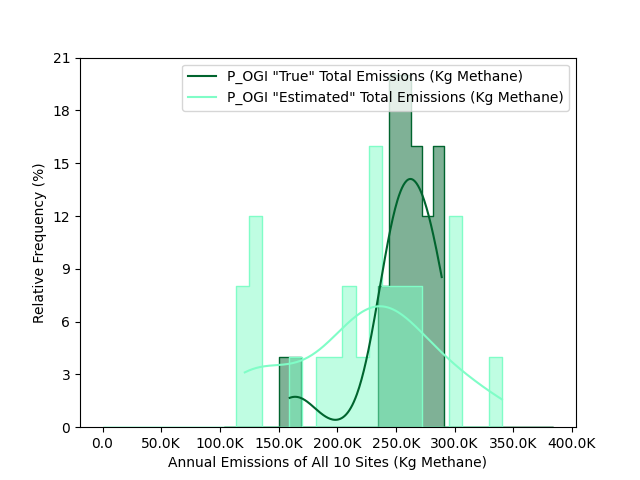 P_OGI "True" Total Emissions (Kg Methane)
P_OGI "Estimated" Total Emissions (Kg Methane)
21
18
15
12
9
6
3
0
Relative Frequency (%)
0.0 50.0K 100.0K 150.0K 200.0K 250.0K 300.0K 350.0K 400.0K
Annual Emissions of All 10 Sites (Kg Methane)